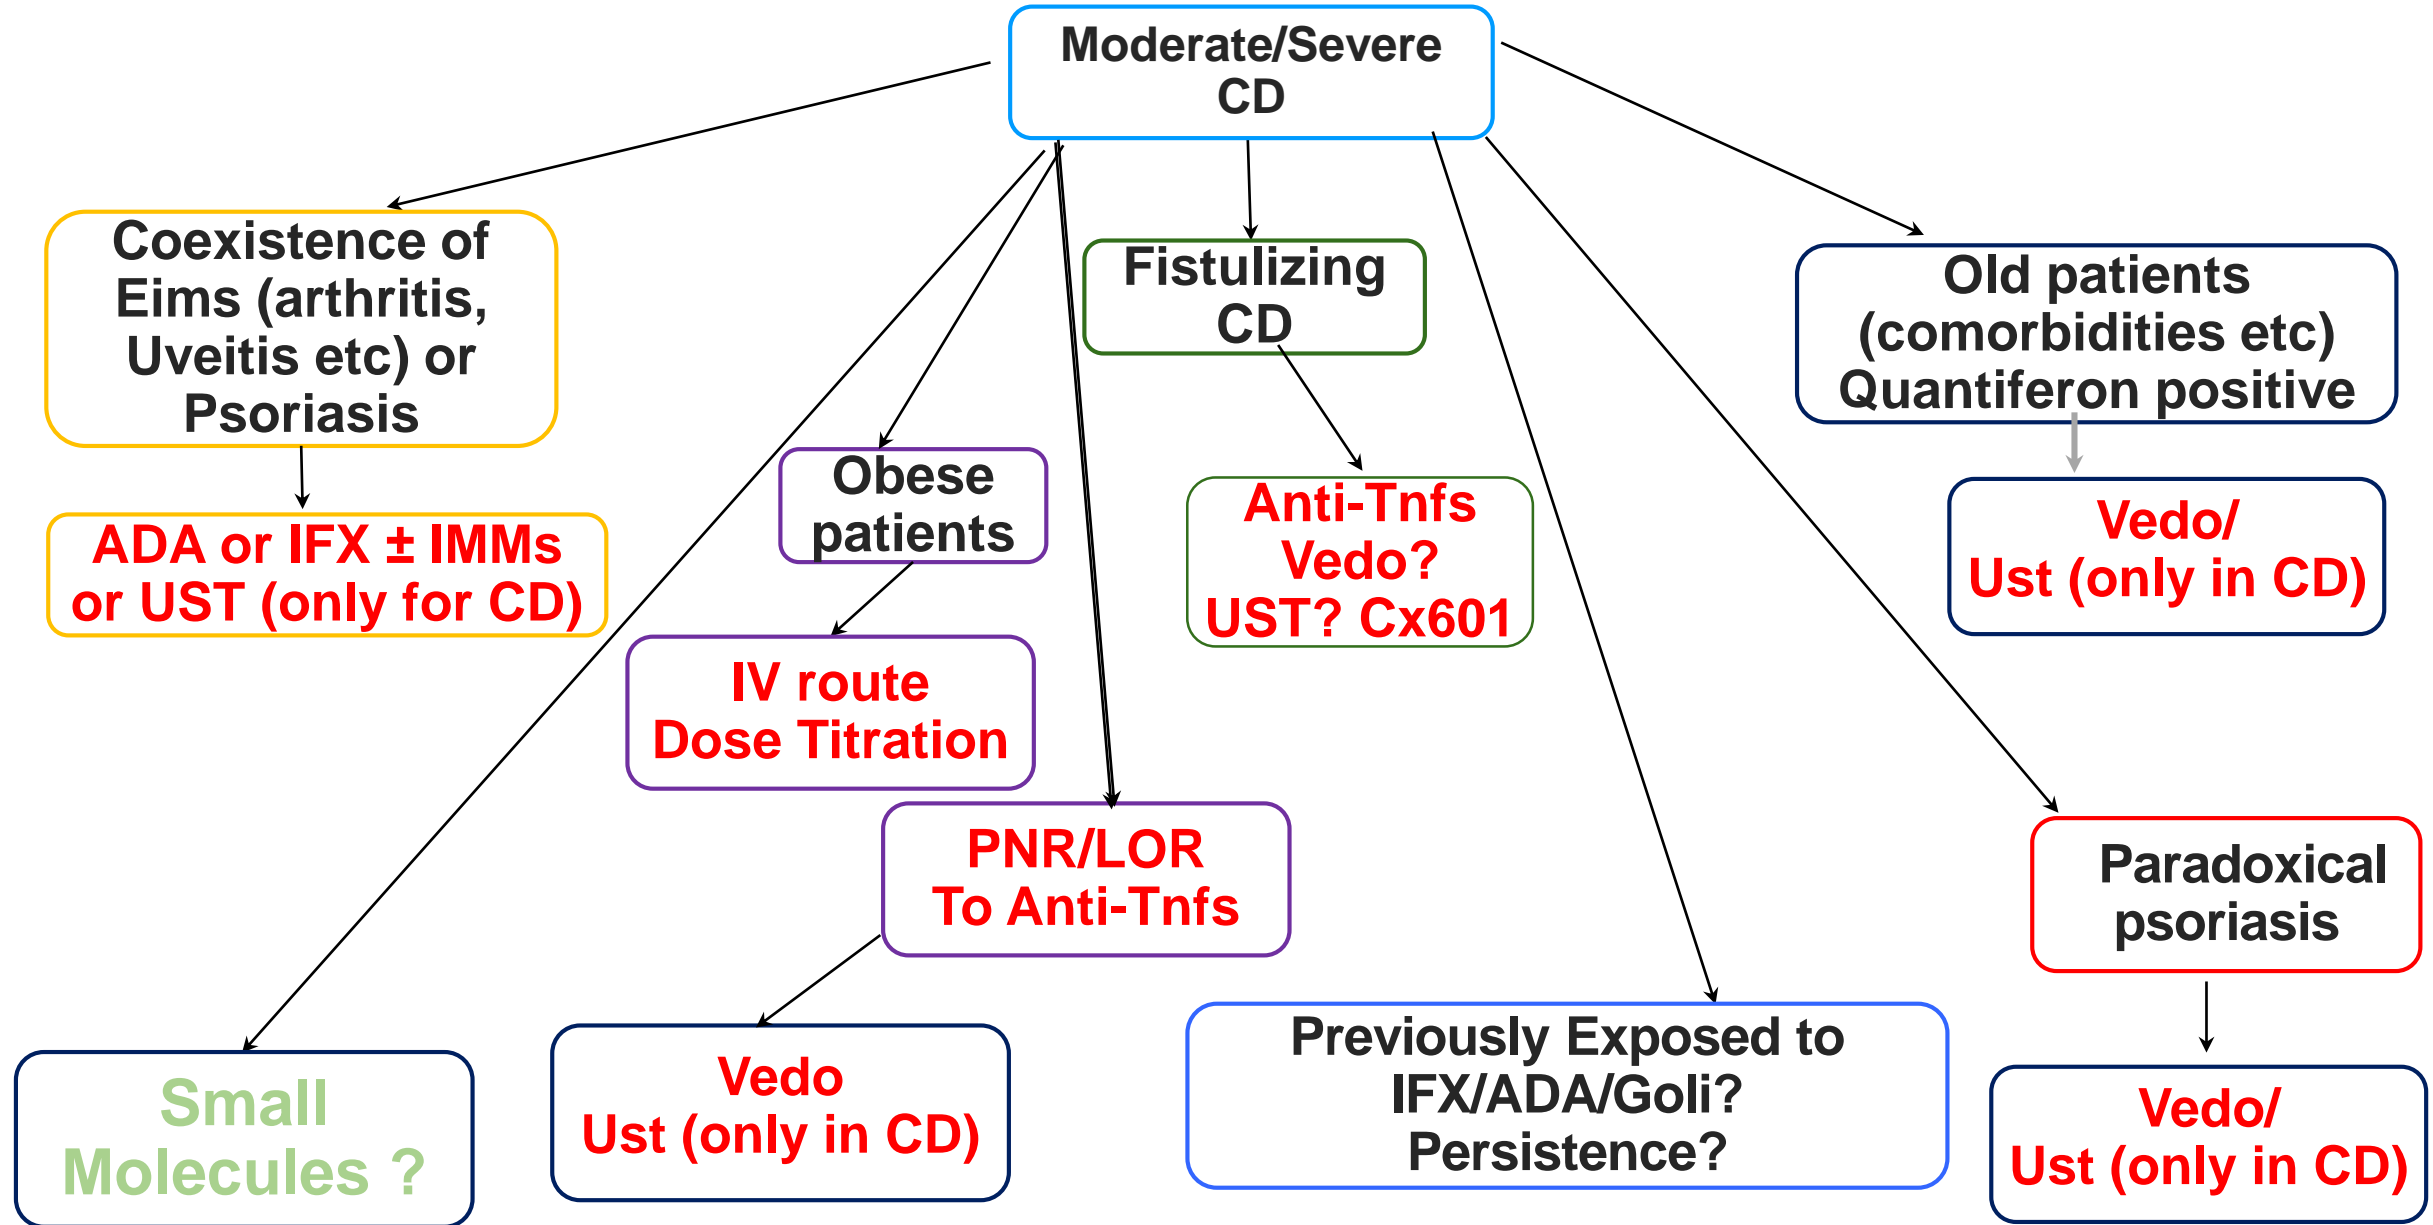 Moderate/Severe
CD
Coexistence of
Eims (arthritis,
Uveitis etc) or
Psoriasis
ADA or IFX ± IMMs
or UST (only for CD)
Obese
patients
IV route
Dose Titration
Fistulizing
CD
Anti-Tnfs
Vedo?
UST? Cx601
Old patients
(comorbidities etc)
Quantiferon positive
Vedo/
Ust (only in CD)
PNR/LOR
To Anti-Tnfs
Vedo
Ust (only in CD)
Small
Molecules ?
Previously Exposed to
IFX/ADA/Goli?
Persistence?
Paradoxical
psoriasis
Vedo/
Ust (only in CD)